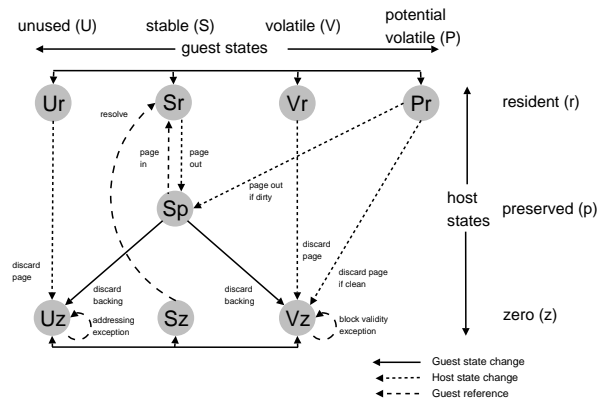 unused (U)
stable (S)
volatile (V)
potential
volatile (P)
guest states
Ur
Sr
Vr
Pr
resident (r)
resolve
page
in
page
out
page out
if dirty
host
states
Sp
preserved (p)
discard
page
discard
backing
discard
backing
discard
page
discard page
if clean
Uz
addressing
exception
Sz
Vz
block validity
exception
zero (z)
Guest state change
Host state change
Guest reference